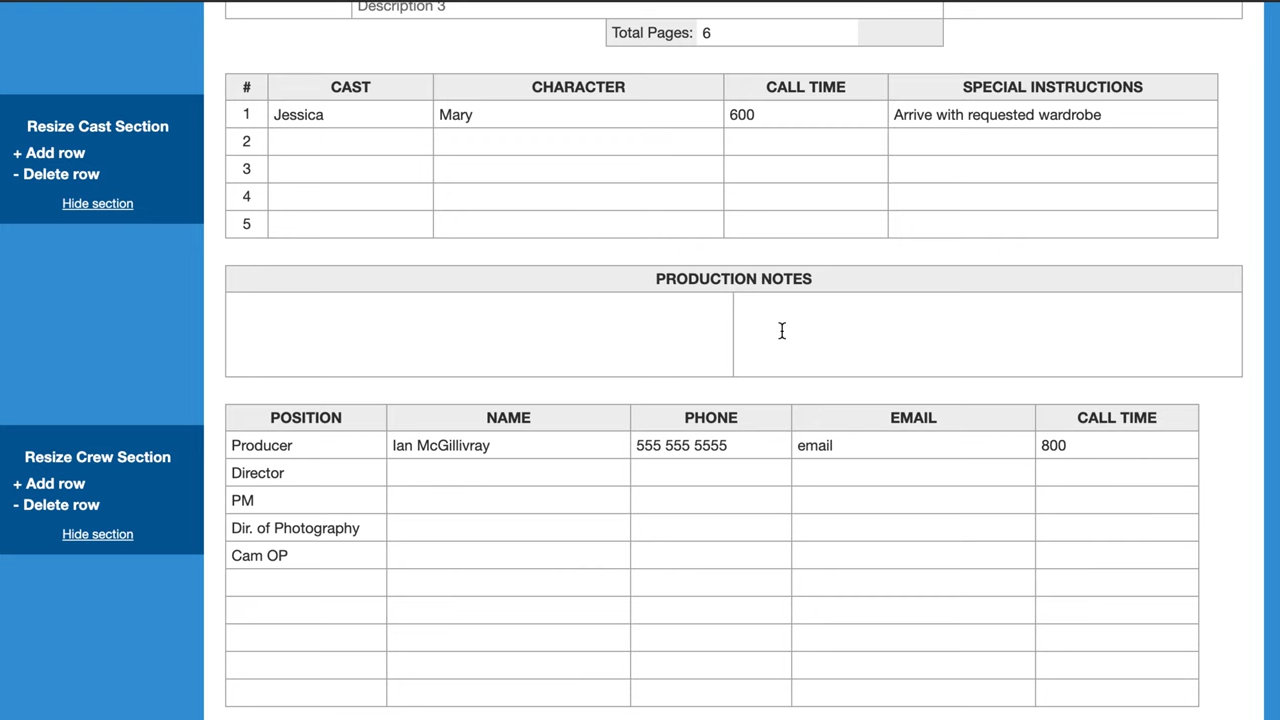 Description 3
Total Pages: 6
# CAST CHARACTER CALL TIME SPECIAL INSTRUCTIONS
1 Jessica Mary 600 Arrive with requested wardrobe
2
3
4
5
Resize Cast Section
+ Add row
- Delete row
Hide section
PRODUCTION NOTES
POSITION NAME PHONE EMAIL CALL TIME
Producer Ian McGillivray 555 555 5555 email 800
Director
PM
Dir. of Photography
Cam OP
Resize Crew Section
+ Add row
- Delete row
Hide section